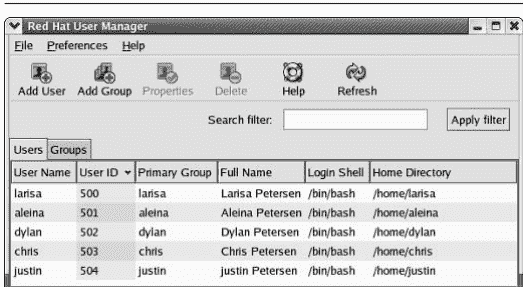 Red Hat User Manager
File Preferences Help
Add User Add Group Properties Delete Help Refresh
Search filter: Apply filter
Users Groups
User Name User ID Primary Group Full Name Login Shell Home Directory
larisa 500 larisa Larisa Petersen /bin/bash /home/larisa
aleina 501 aleina Aleina Petersen /bin/bash /home/aleina
dylan 502 dylan Dylan Petersen /bin/bash /home/dylan
chris 503 chris Chris Petersen /bin/bash /home/chris
justin 504 justin justin Petersen /bin/bash /home/justin